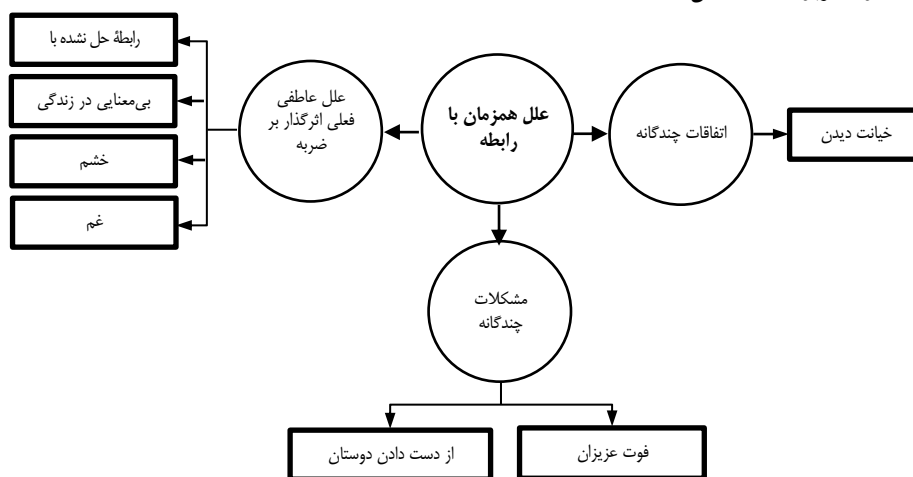 علل همزمان با
رابطه
اتفاقات چندگانه
خیانت دیدن
علل عاطفی
فعلی اثرگذار بر
ضربه
رابطهٔ حل نشده با
بی‌معنایی در زندگی
خشم
غم
مشکلات
چندگانه
فوت عزیزان
از دست دادن دوستان